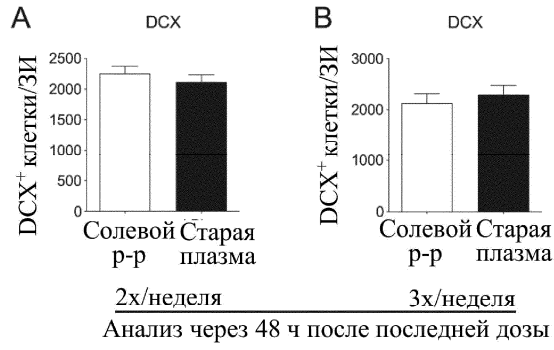 A
DCX
DCX+ клетки/ЗИ
2500
2000
1500
1000
500
0
Солевой
р-р
Старая
плазма
2х/неделя
B
DCX
DCX+ клетки/ЗИ
3000
2000
1000
0
Солевой
р-р
Старая
плазма
3х/неделя
Анализ через 48 ч после последней дозы